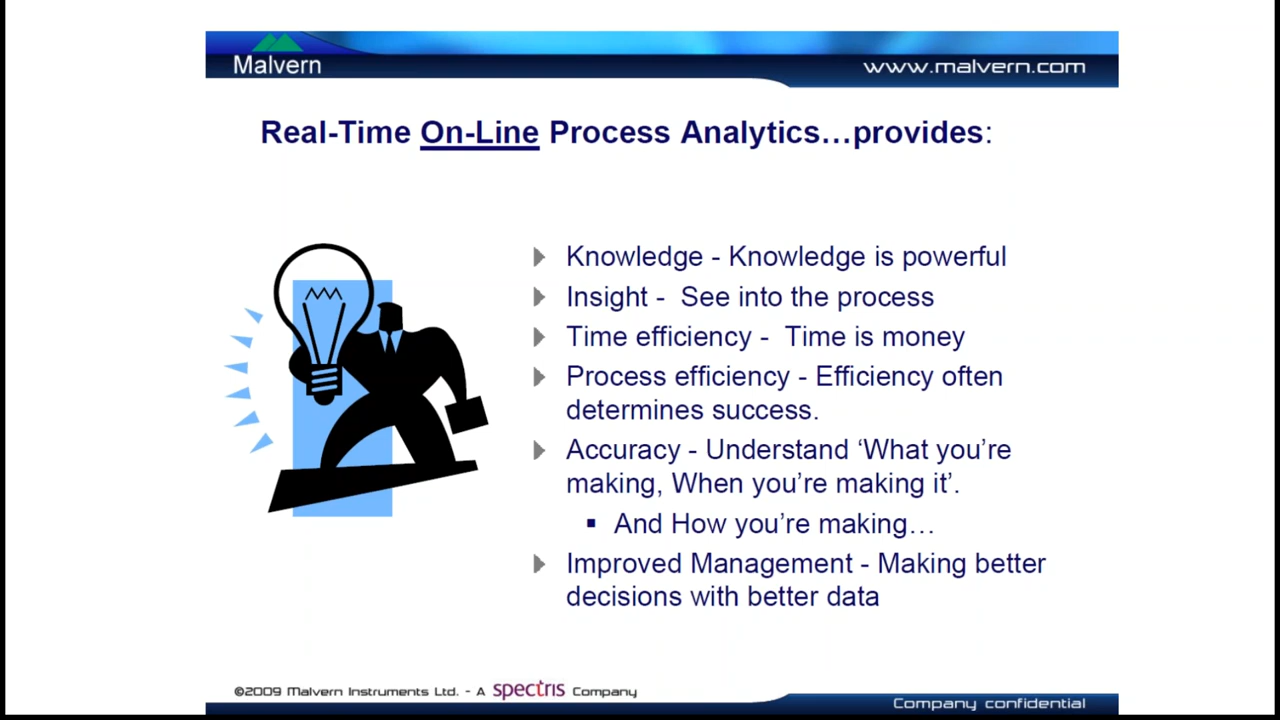 Malvern
www.malvern.com
Real-Time On-Line Process Analytics…provides:
Knowledge - Knowledge is powerful
Insight - See into the process
Time efficiency - Time is money
Process efficiency - Efficiency often
determines success.
Accuracy - Understand ‘What you’re
making, When you’re making it’.
And How you’re making…
Improved Management - Making better
decisions with better data
©2009 Malvern Instruments Ltd. - A spectris Company
Company confidential